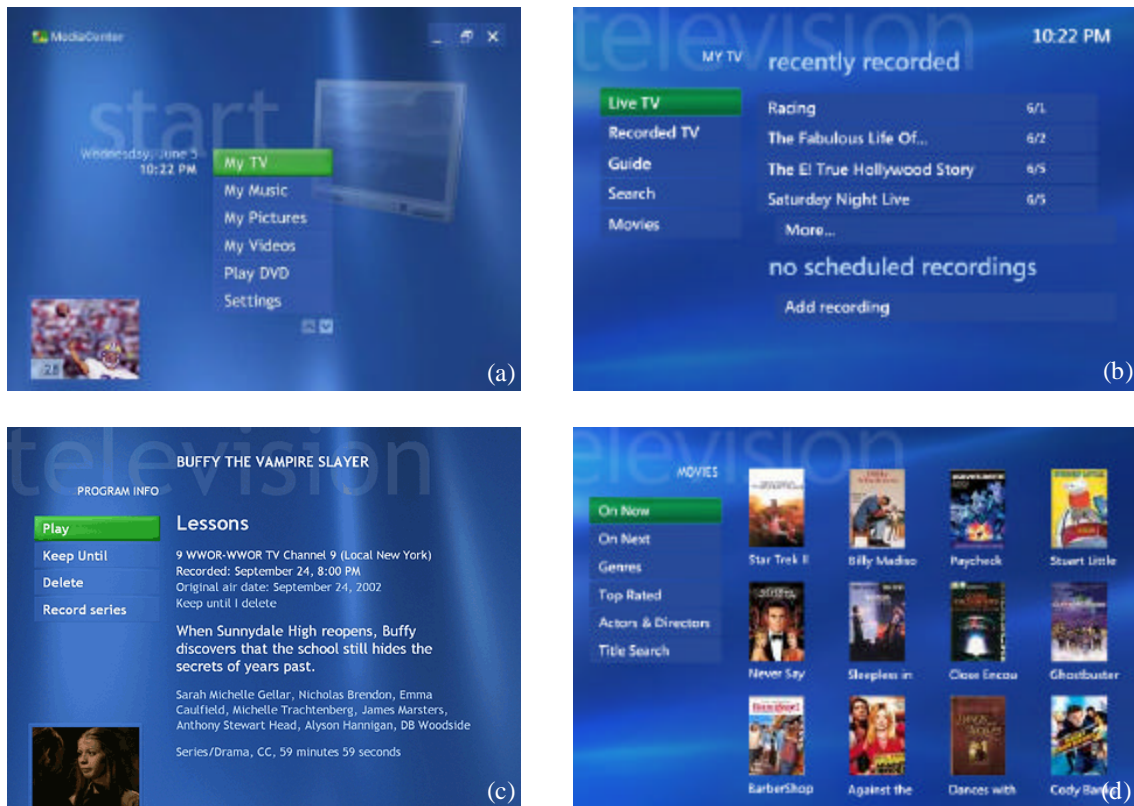 MediaCenter
start
Wednesday, June 5
10:22 PM
My TV
My Music
My Pictures
My Videos
Play DVD
Settings
28
(a)
television
10:22 PM
MY TV
recently recorded
Live TV
Recorded TV
Guide
Search
Movies
Racing 6/1
The Fabulous Life Of... 6/2
The E! True Hollywood Story 6/5
Saturday Night Live 6/5
More...
no scheduled recordings
Add recording
(b)
television
BUFFY THE VAMPIRE SLAYER
PROGRAM INFO
Play
Keep Until
Delete
Record series
Lessons
9 WWOR-WWOR TV Channel 9 (Local New York)
Recorded: September 24, 8:00 PM
Original air date: September 24, 2002
Keep until I delete
When Sunnydale High reopens, Buffy
discovers that the school still hides the
secrets of years past.
Sarah Michelle Gellar, Nicholas Brendon, Emma
Caulfield, Michelle Trachtenberg, James Marsters,
Anthony Stewart Head, Alyson Hannigan, DB Woodside
Series/Drama, CC, 59 minutes 59 seconds
(c)
television
MOVIES
On Now
On Next
Genres
Top Rated
Actors & Directors
Title Search
Star Trek II
Billy Madiso
Paycheck
Stuart Little
Never Say
Sleepless in
Close Encou
Ghostbuster
BarberShop
Against the
Dances with
Cody Ban
(d)